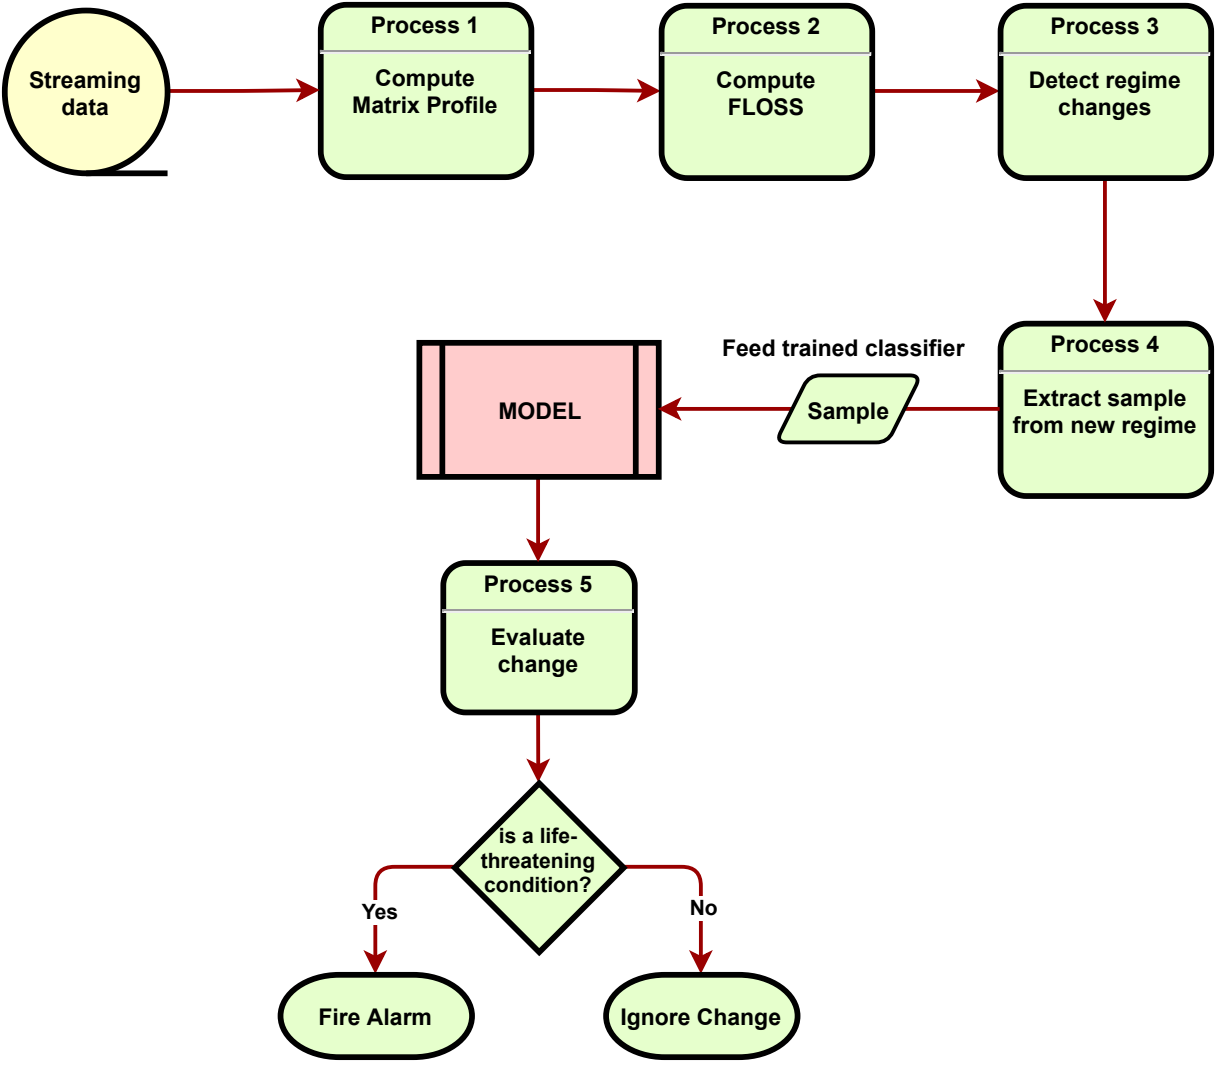 Streaming
data
Process 1
Compute
Matrix Profile
Process 2
Compute
FLOSS
Process 3
Detect regime
changes
Process 4
Extract sample
from new regime
Feed trained classifier
Sample
MODEL
Process 5
Evaluate
change
is a life-
threatening
condition?
Yes
No
Fire Alarm
Ignore Change